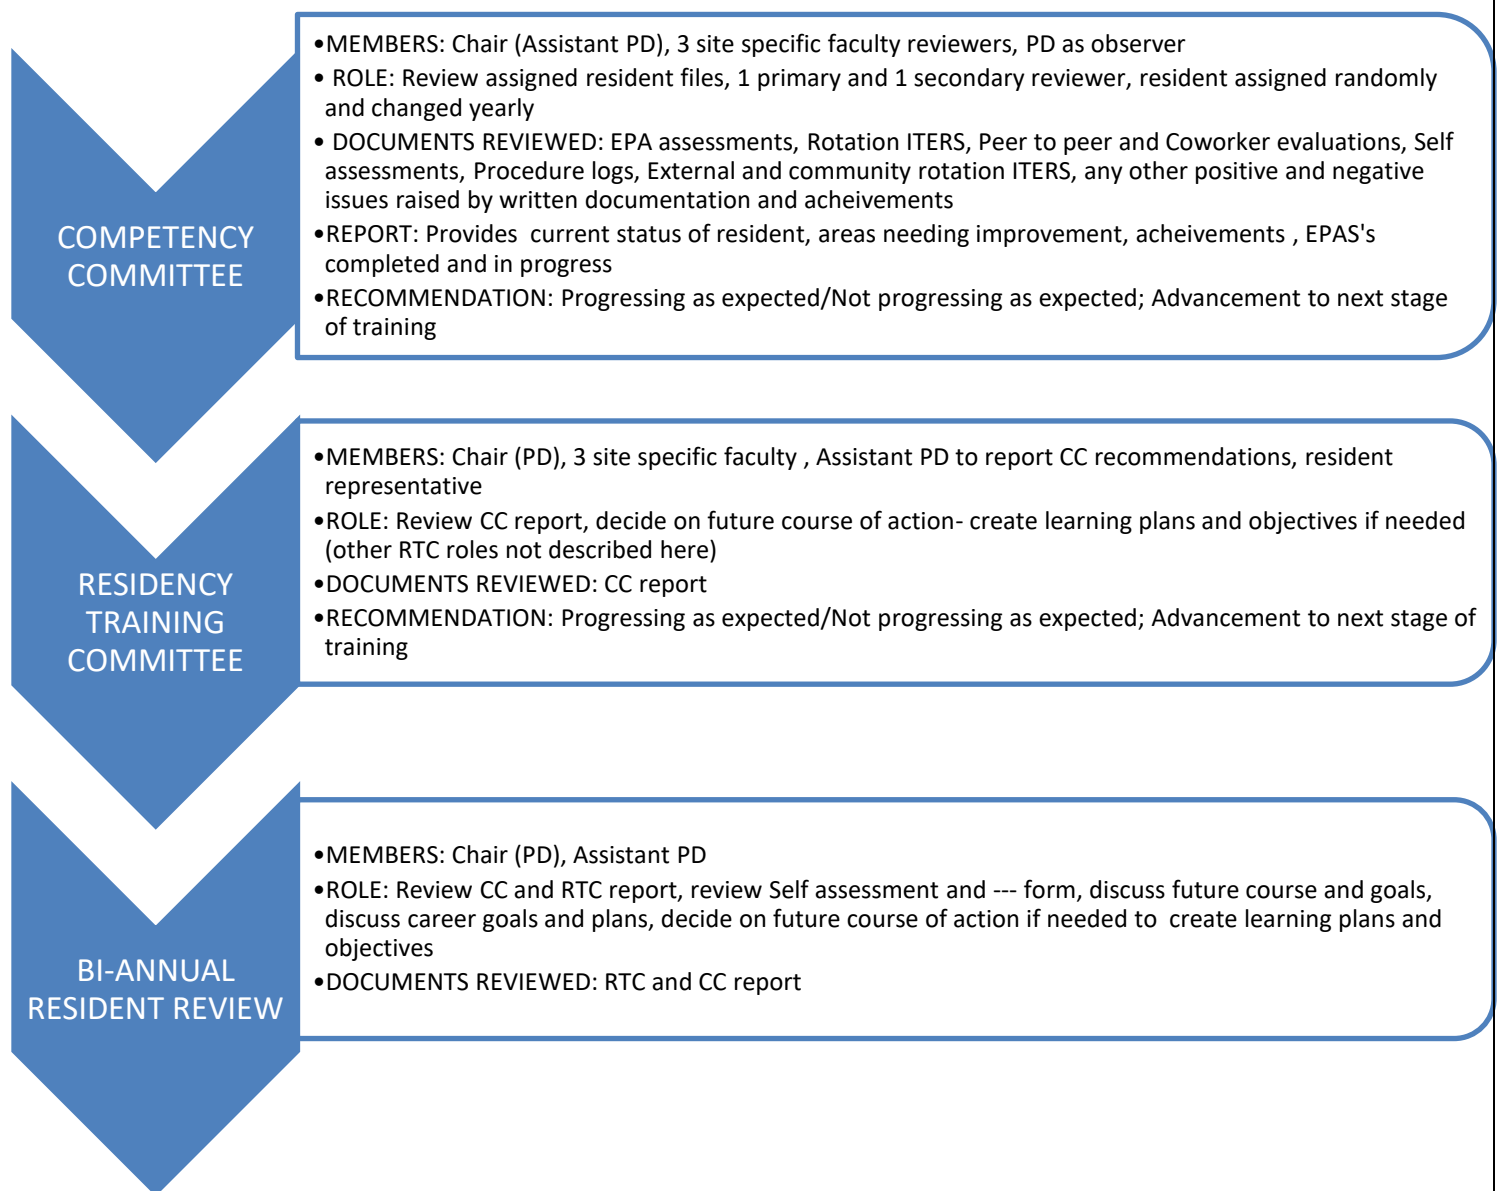 COMPETENCY
COMMITTEE
•MEMBERS: Chair (Assistant PD), 3 site specific faculty reviewers, PD as observer
• ROLE: Review assigned resident files, 1 primary and 1 secondary reviewer, resident assigned randomly
and changed yearly
• DOCUMENTS REVIEWED: EPA assessments, Rotation ITERS, Peer to peer and Coworker evaluations, Self
assessments, Procedure logs, External and community rotation ITERS, any other positive and negative
issues raised by written documentation and acheivements
•REPORT: Provides  current status of resident, areas needing improvement, acheivements , EPAS's
completed and in progress
•RECOMMENDATION: Progressing as expected/Not progressing as expected; Advancement to next stage
of training
RESIDENCY
TRAINING
COMMITTEE
•MEMBERS: Chair (PD), 3 site specific faculty , Assistant PD to report CC recommendations, resident
representative
•ROLE: Review CC report, decide on future course of action- create learning plans and objectives if needed
(other RTC roles not described here)
•DOCUMENTS REVIEWED: CC report
•RECOMMENDATION: Progressing as expected/Not progressing as expected; Advancement to next stage of
training
BI-ANNUAL
RESIDENT REVIEW
•MEMBERS: Chair (PD), Assistant PD
•ROLE: Review CC and RTC report, review Self assessment and --- form, discuss future course and goals,
discuss career goals and plans, decide on future course of action if needed to  create learning plans and
objectives
•DOCUMENTS REVIEWED: RTC and CC report